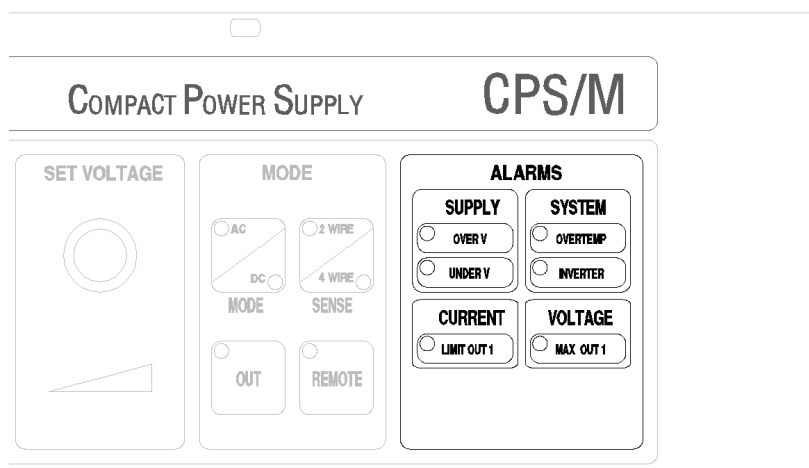 COMPACT POWER SUPPLY CPS/M
SET VOLTAGE
MODE
AC
DC
MODE
2 WIRE
4 WIRE
SENSE
OUT
REMOTE
ALARMS
SUPPLY
OVER V
UNDER V
SYSTEM
OVERTEMP
INVERTER
CURRENT
LIMIT OUT 1
VOLTAGE
MAX OUT 1